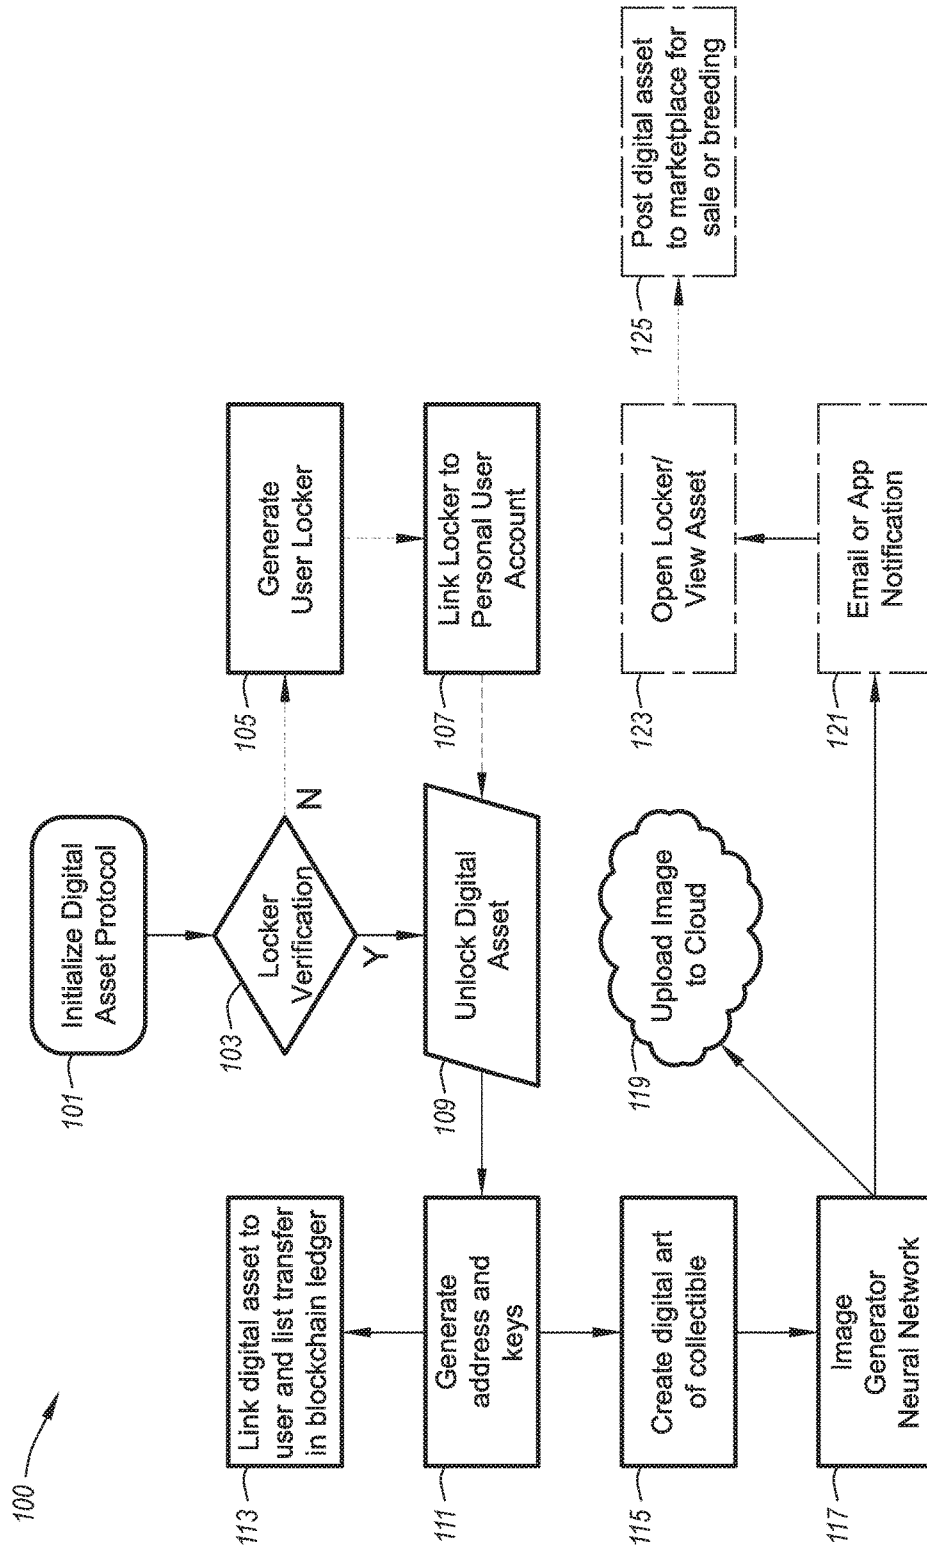 100
Initialize Digital
Asset Protocol
101
Locker
Verification
103
N
Y
Generate
User Locker
105
Link Locker to
Personal User
Account
107
Unlock Digital
Asset
109
Generate
address and
keys
111
Link digital asset to
user and list transfer
in blockchain ledger
113
Create digital art
of collectible
115
Image
Generator
Neural Network
117
Upload Image
to Cloud
119
Email or App
Notification
121
Open Locker/
View Asset
123
Post digital asset
to marketplace for
sale or breeding
125